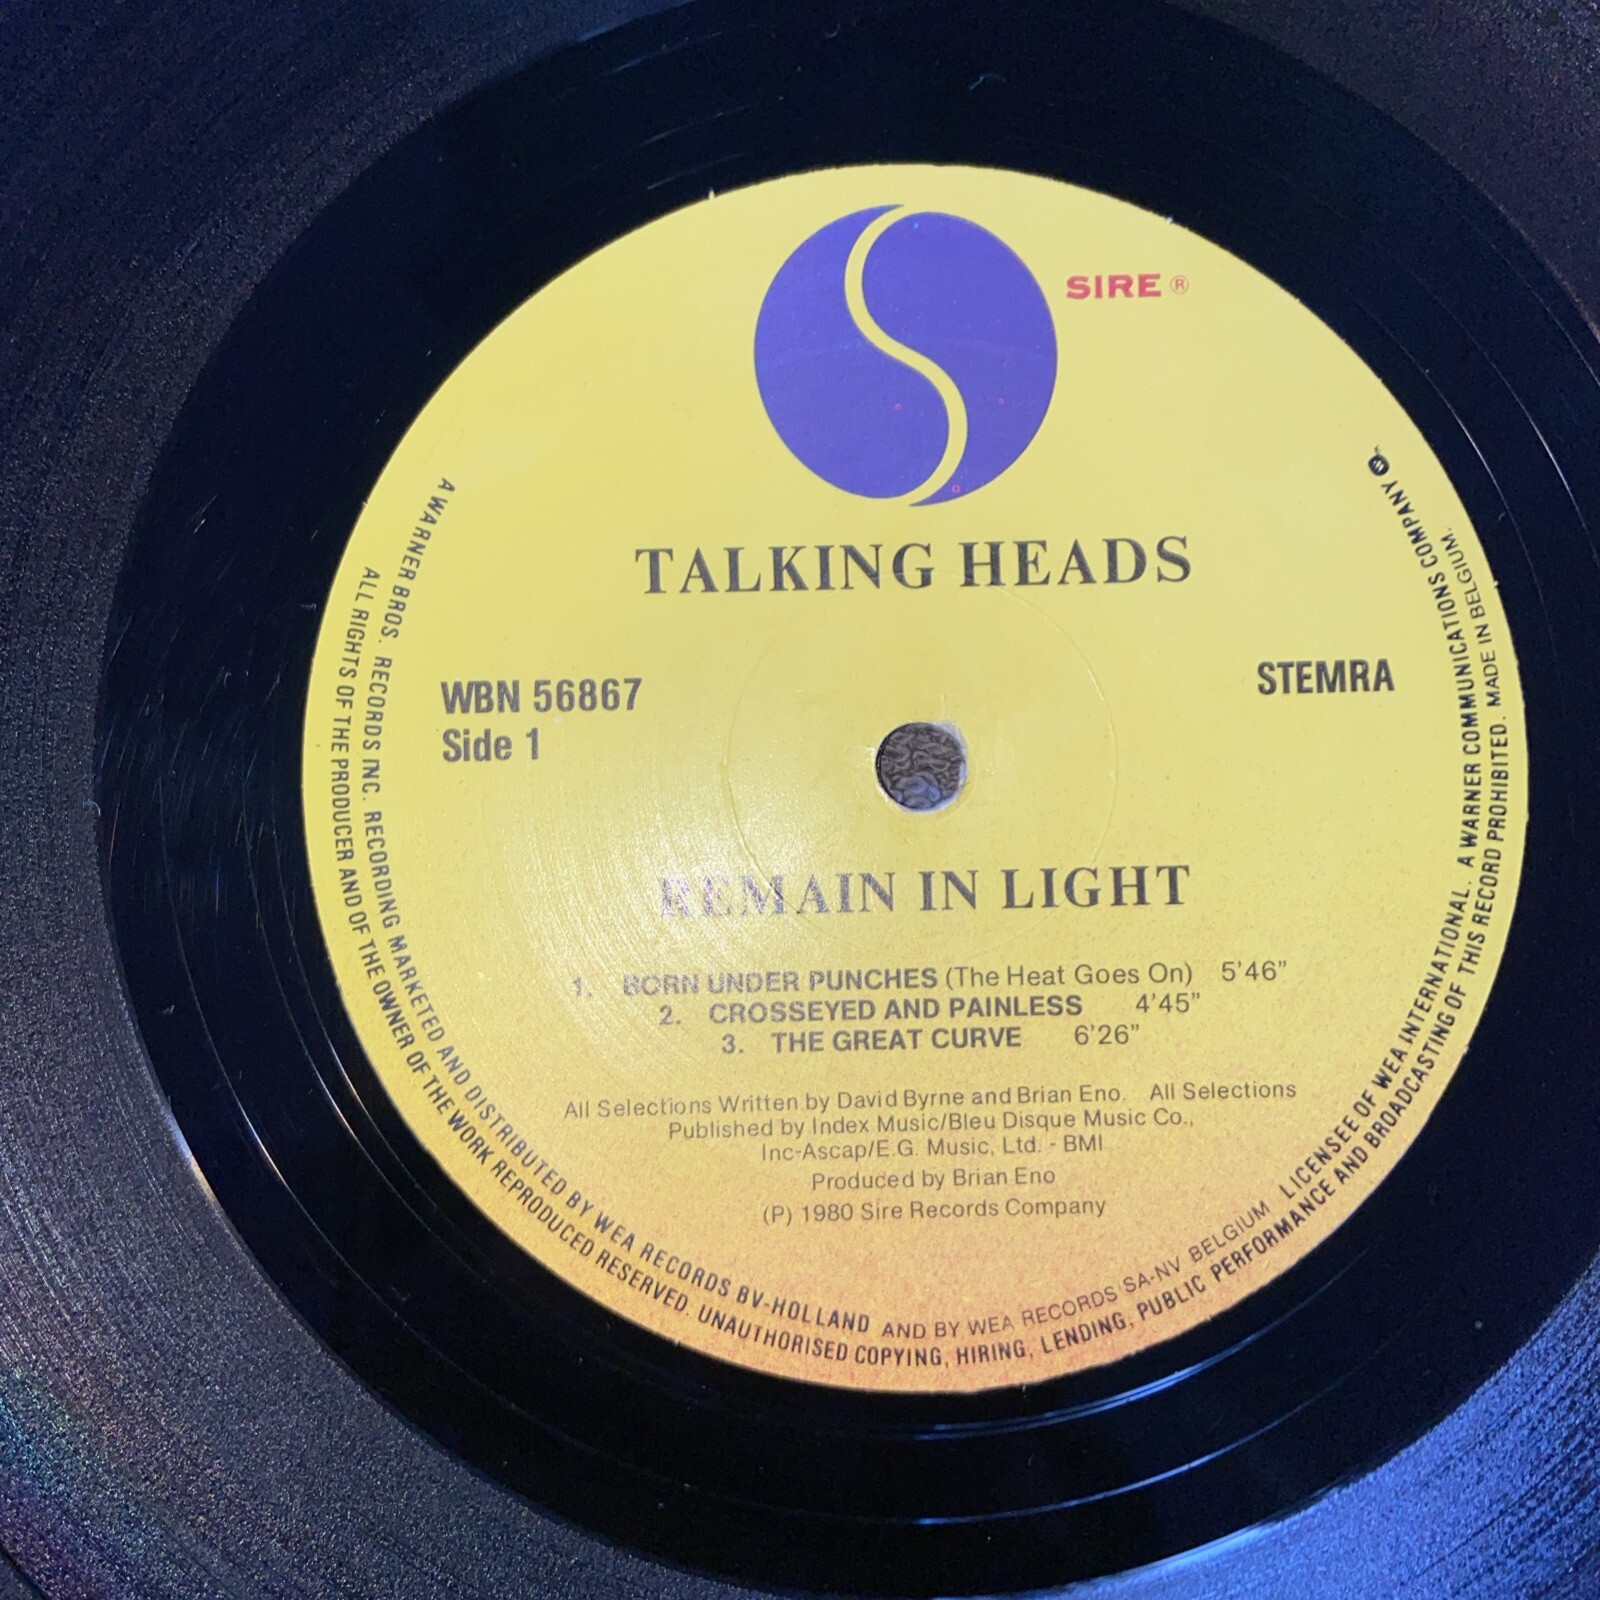 SIRE ®
TALKING HEADS
WBN 56867
Side 1
STEMRA
REMAIN IN LIGHT
1. BORN UNDER PUNCHES (The Heat Goes On) 5'46"
2. CROSSEYED AND PAINLESS 4'45"
3. THE GREAT CURVE 6'26"
All Selections Written by David Byrne and Brian Eno. All Selections
Published by Index Music/Bleu Disque Music Co.,
Inc-Ascap/E.G. Music, Ltd. - BMI
Produced by Brian Eno
(P) 1980 Sire Records Company
A WARNER BROS. RECORDS INC. RECORDING MARKETED AND DISTRIBUTED BY WEA RECORDS BV-HOLLAND AND BY WEA RECORDS SA-NV BELGIUM LICENSEE OF WEA INTERNATIONAL. A WARNER COMMUNICATIONS COMPANY
ALL RIGHTS OF THE PRODUCER AND OF THE OWNER OF THE WORK REPRODUCED RESERVED. UNAUTHORISED COPYING, HIRING, LENDING, PUBLIC PERFORMANCE AND BROADCASTING OF THIS RECORD PROHIBITED. MADE IN BELGIUM.